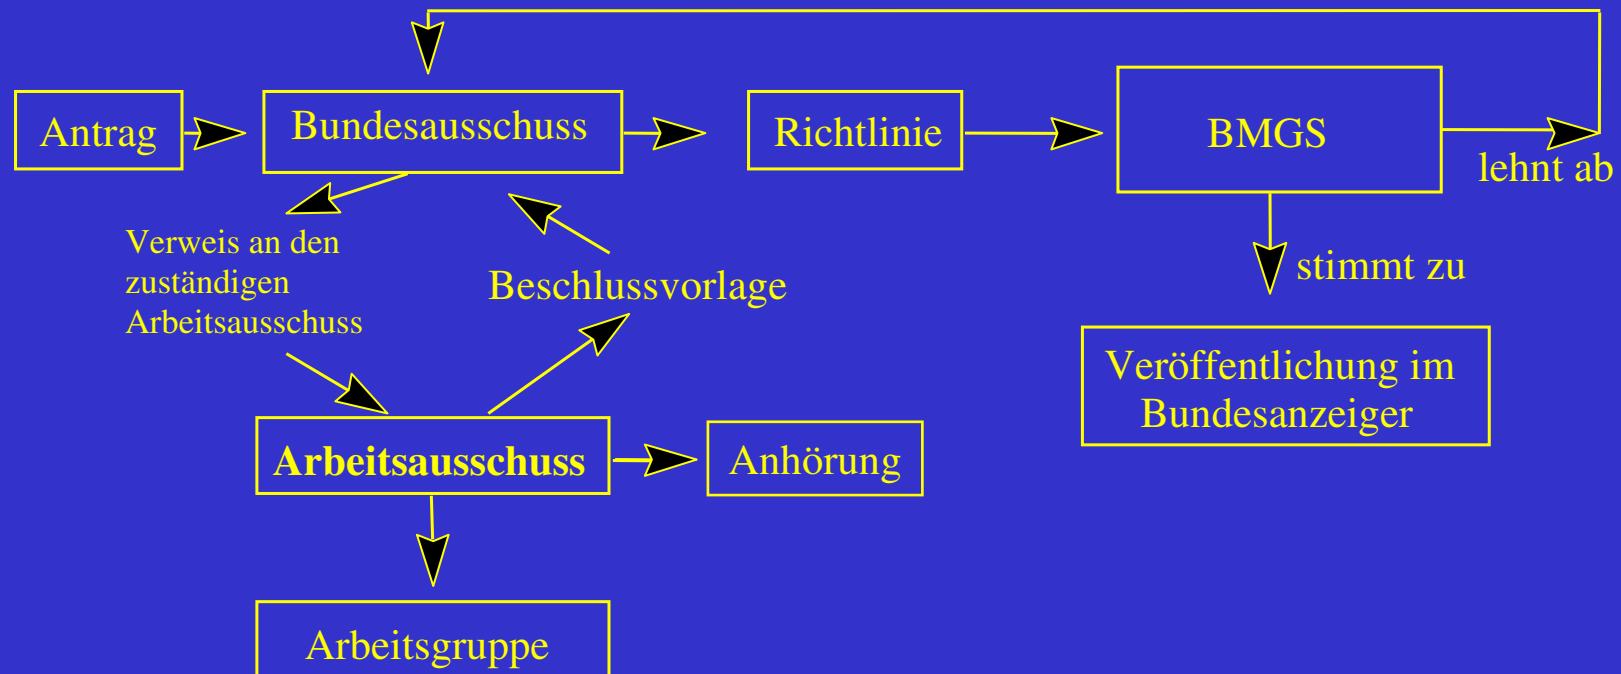 Antrag
Bundesausschuss
Richtlinie
BMGS
lehnt ab
Verweis an den
zuständigen
Arbeitsausschuss
Beschlussvorlage
stimmt zu
Veröffentlichung im
Bundesanzeiger
Arbeitsausschuss
Anhörung
Arbeitsgruppe